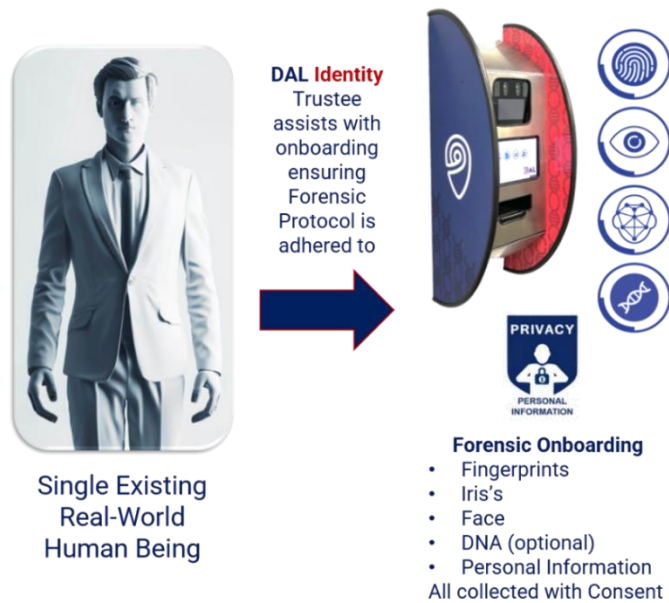 DAL Identity
Trustee
assists with
onboarding
ensuring
Forensic
Protocol is
adhered to
DAL
PRIVACY
PERSONAL
INFORMATION
Single Existing
Real-World
Human Being
Forensic Onboarding
• Fingerprints
• Iris's
• Face
• DNA (optional)
• Personal Information
All collected with Consent